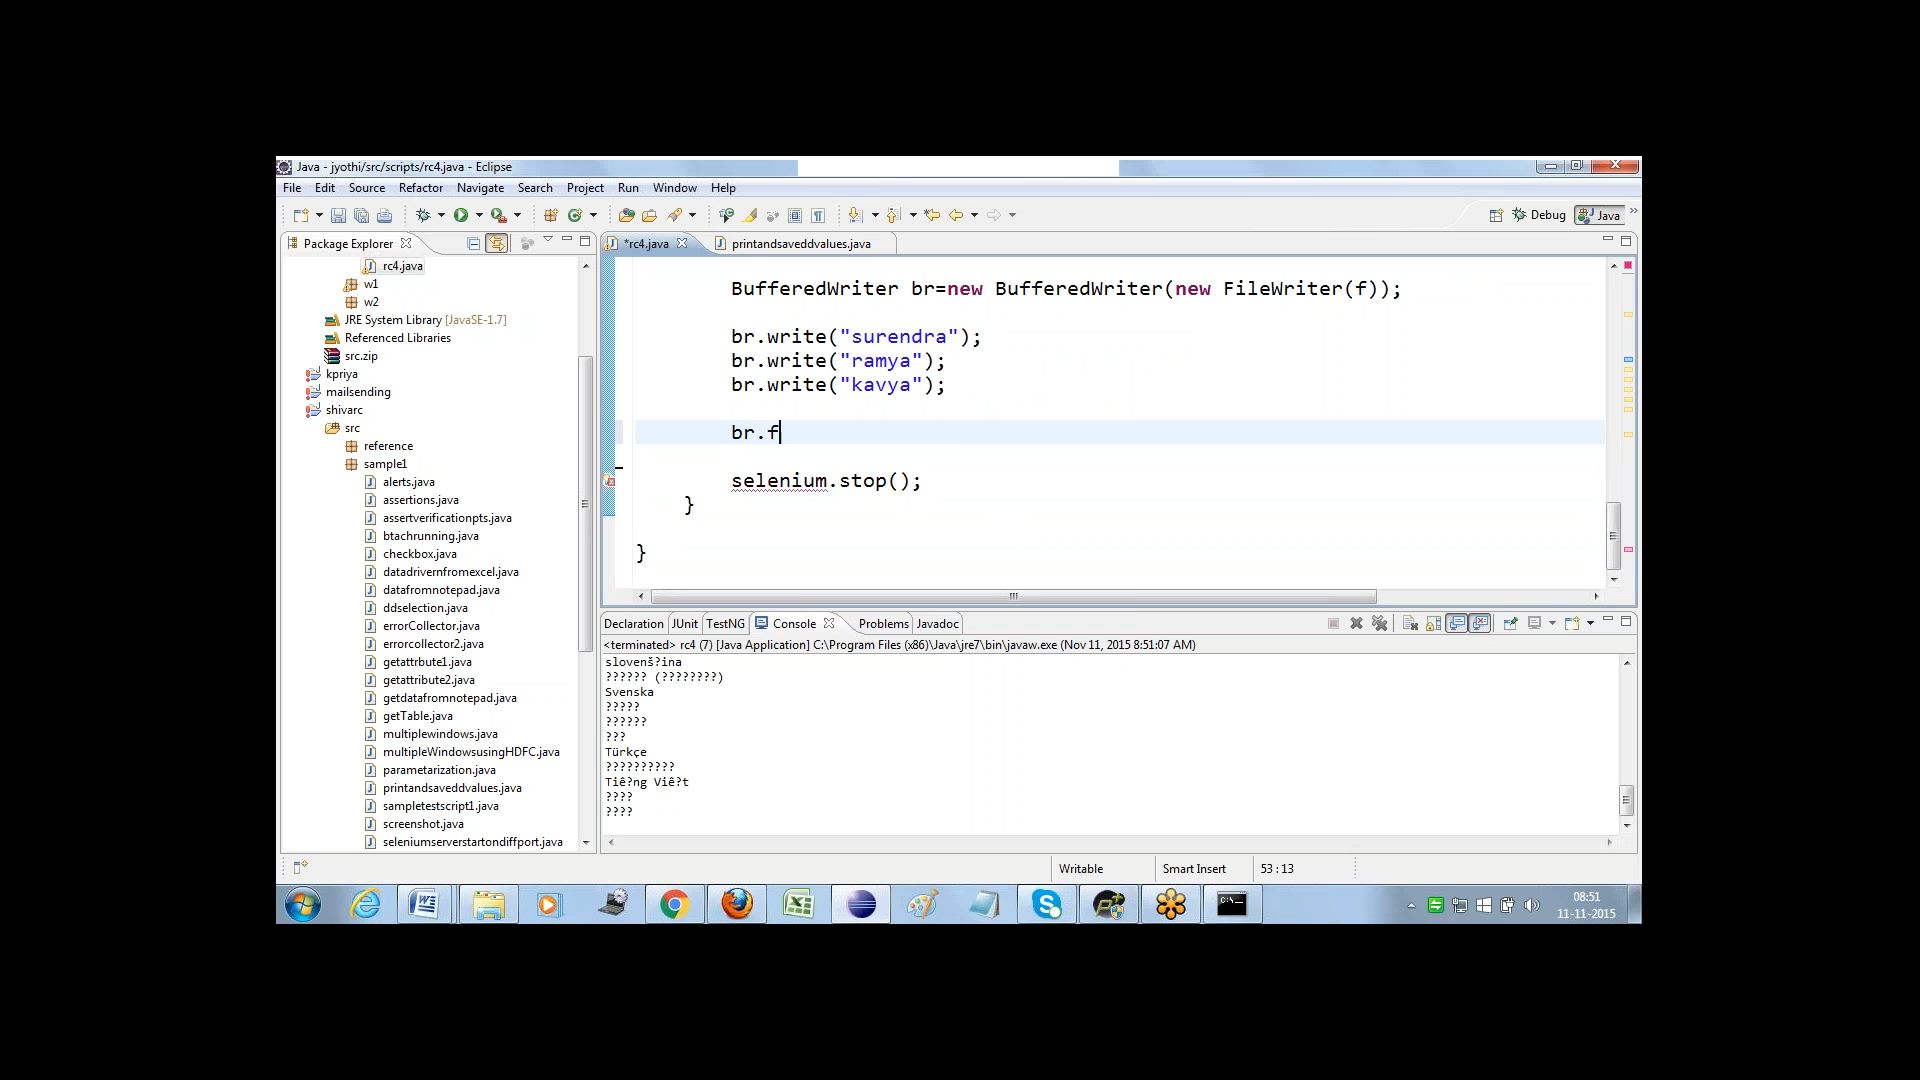 Java - jyothi/src/scripts/rc4.java - Eclipse
File Edit Source Refactor Navigate Search Project Run Window Help
Debug Java
Package Explorer
*rc4.java printandsaveddvalues.java
rc4.java
w1
w2
JRE System Library [JavaSE-1.7]
Referenced Libraries
src.zip
kpriya
mailsending
shivarc
src
reference
sample1
alerts.java
assertions.java
assertverificationpts.java
btachrunning.java
checkbox.java
datadrivernfromexcel.java
datafromnotepad.java
ddselection.java
errorCollector.java
errorcollector2.java
getattribute1.java
getattribute2.java
getdatafromnotepad.java
getTable.java
multiplewindows.java
multipleWindowsusingHDFC.java
parametarization.java
printandsaveddvalues.java
sampletestscript1.java
screenshot.java
seleniumserverstartondiffport.java
BufferedWriter br=new BufferedWriter(new FileWriter(f));
br.write("surendra");
br.write("ramya");
br.write("kavya");
br.f
selenium.stop();
}
}
Declaration JUnit TestNG Console Problems Javadoc
<terminated> rc4 (7) [Java Application] C:\Program Files (x86)\Java\jre7\bin\javaw.exe (Nov 11, 2015 8:51:07 AM)
slovenš?ina
?????? (????????)
Svenska
?????
??????
???
Türkçe
??????????
Tiê?ng Viê?t
????
????
Writable Smart Insert 53 : 13
08:51
11-11-2015